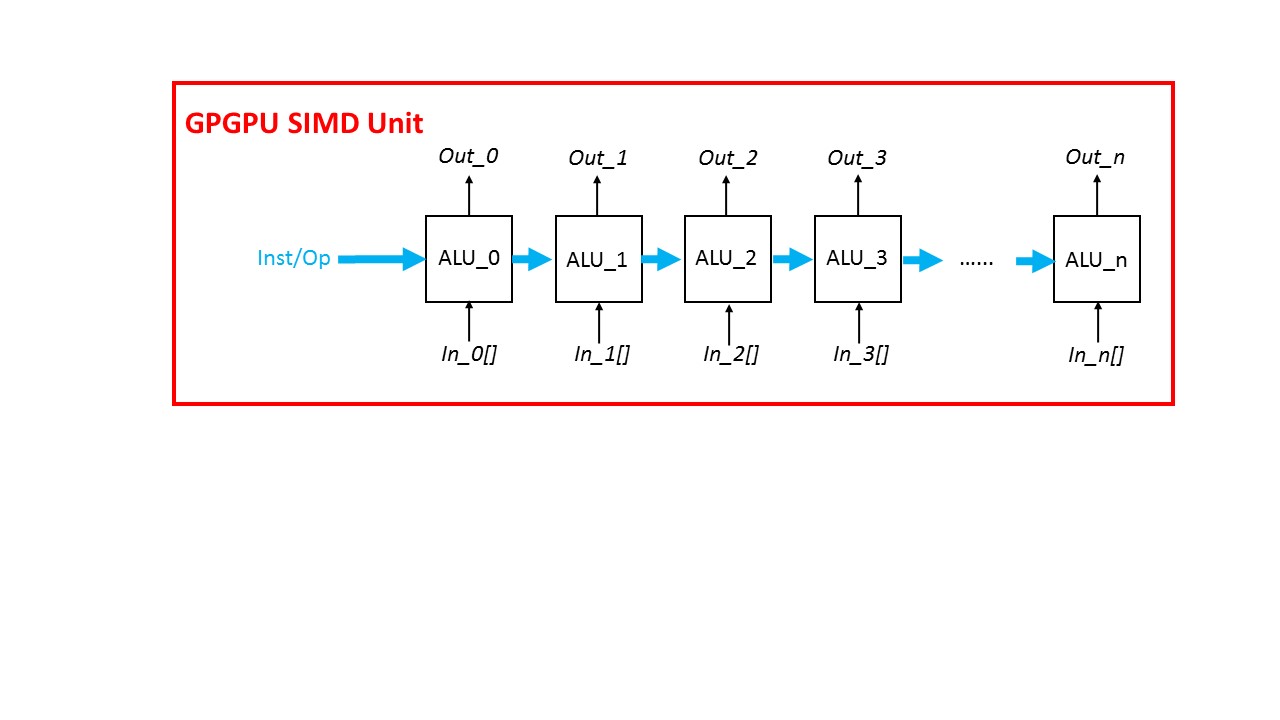 GPGPU SIMD Unit
Out_0 Out_1 Out_2 Out_3 Out_n
Inst/Op ALU_0 ALU_1 ALU_2 ALU_3 ...... ALU_n
In_0[] In_1[] In_2[] In_3[] In_n[]